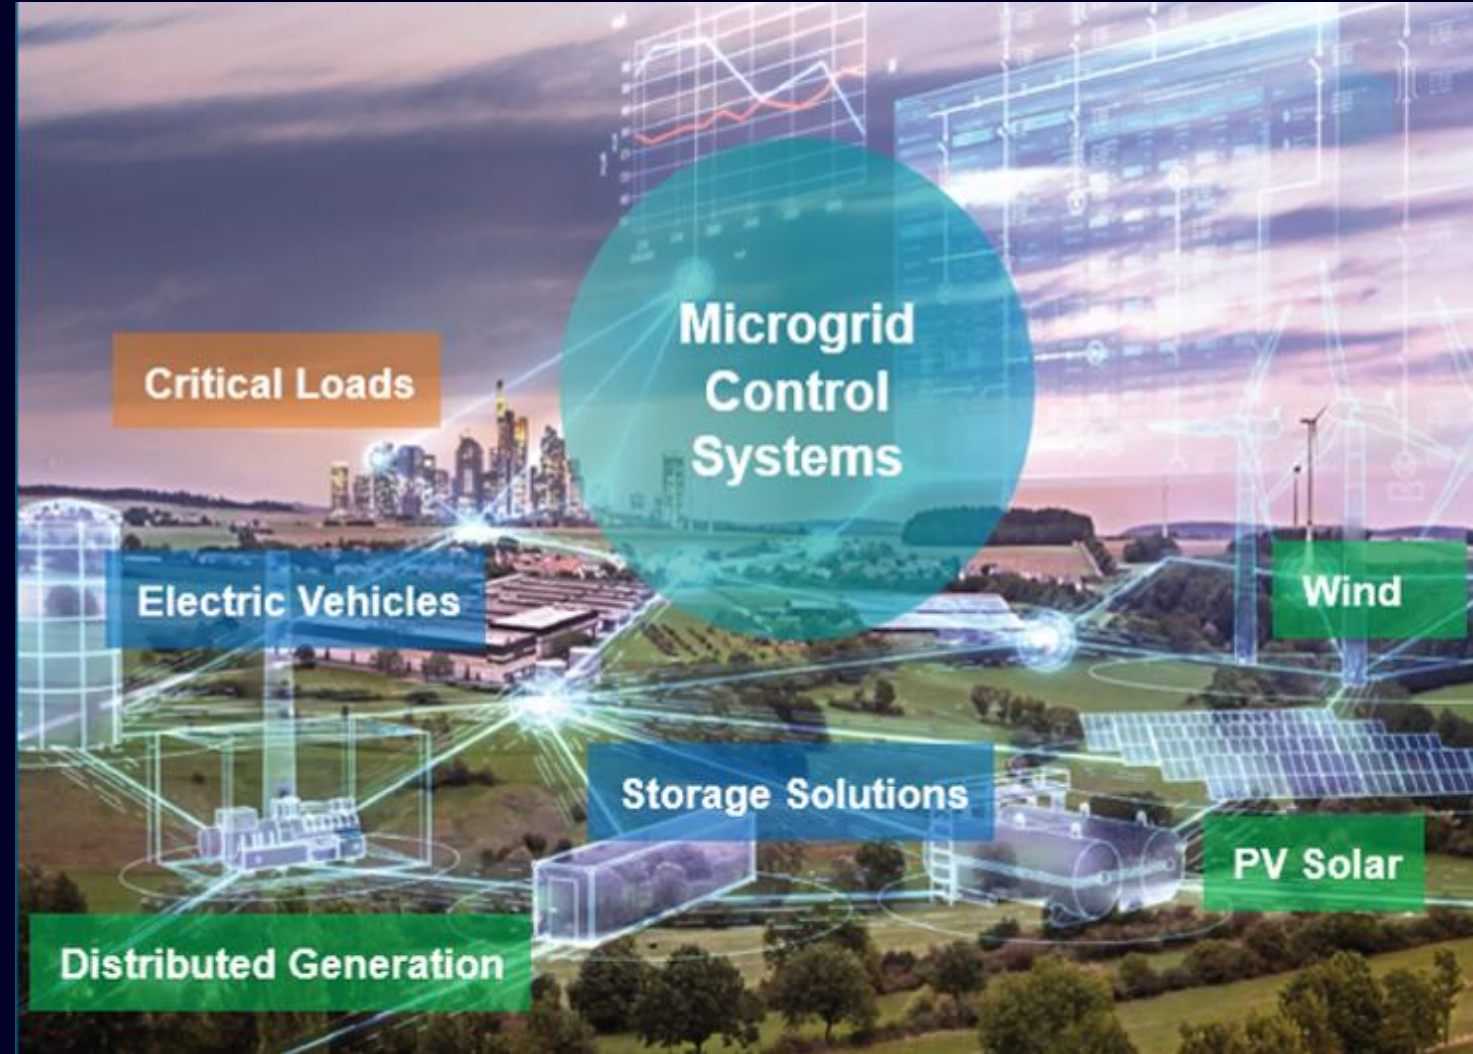 Microgrid
Control
Systems
Critical Loads
Electric Vehicles
Wind
Storage Solutions
PV Solar
Distributed Generation